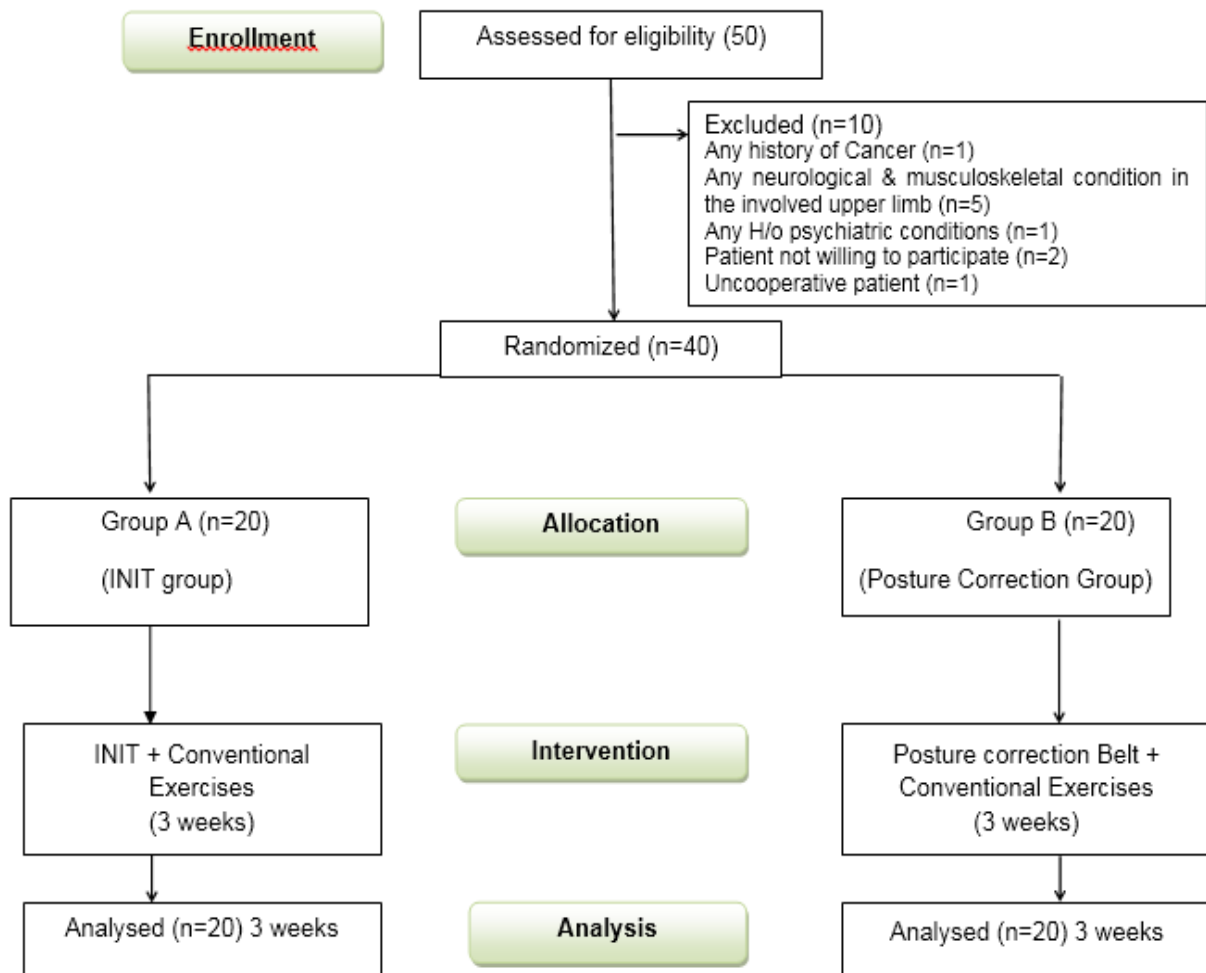 Enrollment
Assessed for eligibility (50)
Excluded (n=10)
Any history of Cancer (n=1)
Any neurological & musculoskeletal condition in
the involved upper limb (n=5)
Any H/o psychiatric conditions (n=1)
Patient not willing to participate (n=2)
Uncooperative patient (n=1)
Randomized (n=40)
Group A (n=20)
(INIT group)
Allocation
Group B (n=20)
(Posture Correction Group)
INIT + Conventional
Exercises
(3 weeks)
Intervention
Posture correction Belt +
Conventional Exercises
(3 weeks)
Analysed (n=20) 3 weeks
Analysis
Analysed (n=20) 3 weeks